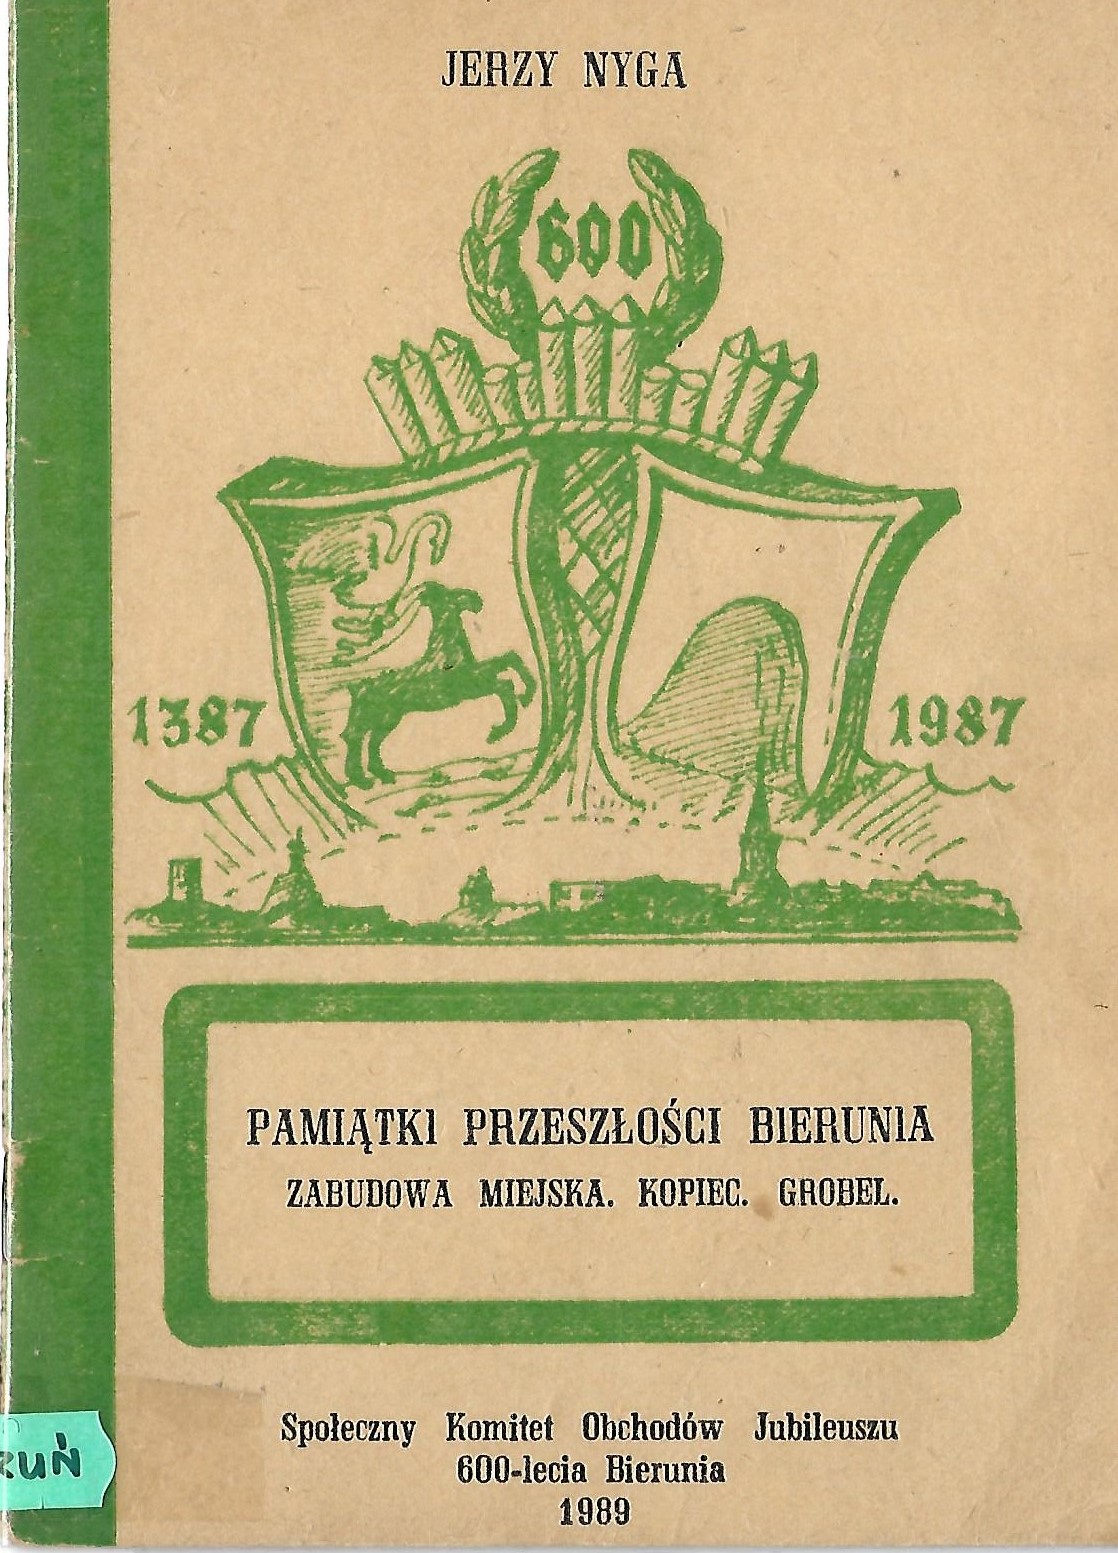 JERZY NYGA
600
1387
1987
PAMIĄTKI PRZESZŁOŚCI BIERUNIA
ZABUDOWA MIEJSKA. KOPIEC. GROBEL.
Społeczny Komitet Obchodów Jubileuszu
600-lecia Bierunia
1989
RUŃ